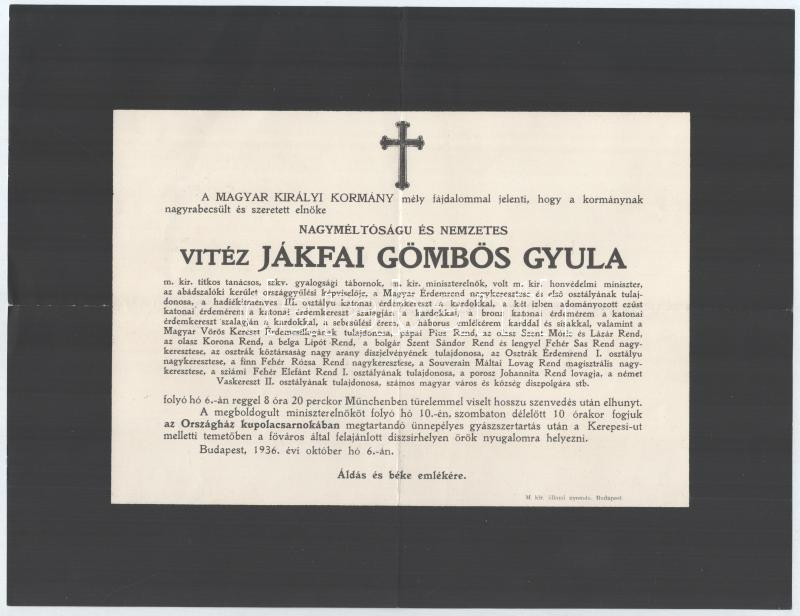 A MAGYAR KIRÁLYI KORMÁNY mély fájdalommal jelenti, hogy a kormánynak
nagyrabecsült és szeretett elnöke
NAGYMÉLTÓSÁGU ÉS NEMZETES
VITÉZ JÁKFAI GÖMBÖS GYULA
m. kir. titkos tanácsos, szkv. gyalogsági tábornok, m. kir. miniszterelnök, volt m. kir. honvédelmi miniszter,
az abádszalóki kerület országgyűlési képviselője, a Magyar Érdemrend nagykeresztese és első osztályának tulaj-
donosa, a hadiékítményes III. osztályu katonai érdemkereszt a kardokkal, a két ízben adományozott ezüst
katonai érdemérem a katonai érdemkereszt szalagján a kardokkal, a bronz katonai érdemérem a katonai
érdemkereszt szalagján a kardokkal, a sebesülési érem, a háborus emlékérem karddal és sisakkal, valamint a
Magyar Vörös Kereszt Érdemcsillagának tulajdonosa, pápai Pius Rend, az olasz Szent Móric és Lázár Rend,
az olasz Korona Rend, a belga Lipót Rend, a bolgár Szent Sándor Rend és lengyel Fehér Sas Rend nagy-
keresztese, az osztrák köztársaság nagy arany díszjelvényének tulajdonosa, az Osztrák Érdemrend I. osztályu
nagykeresztese, a finn Fehér Rózsa Rend nagykeresztese, a Souverain Máltai Lovag Rend magisztrális nagy-
keresztese, a sziámi Fehér Elefánt Rend I. osztályának tulajdonosa, a porosz Johannita Rend lovagja, a német
Vaskereszt II. osztályának tulajdonosa, számos magyar város és község díszpolgára stb.
folyó hó 6.-án reggel 8 óra 20 perckor Münchenben türelemmel viselt hosszu szenvedés után elhunyt.
A megboldogult miniszterelnököt folyó hó 10.-én, szombaton délelőtt 10 órakor fogjuk
az Országház kupolacsarnokában megtartandó ünnepélyes gyászszertartás után a Kerepesi-ut
melletti temetőben a főváros által felajánlott díszsírhelyen örök nyugalomra helyezni.
Budapest, 1936. évi október hó 6.-án.
Áldás és béke emlékére.
M. kir. állami nyomda, Budapest